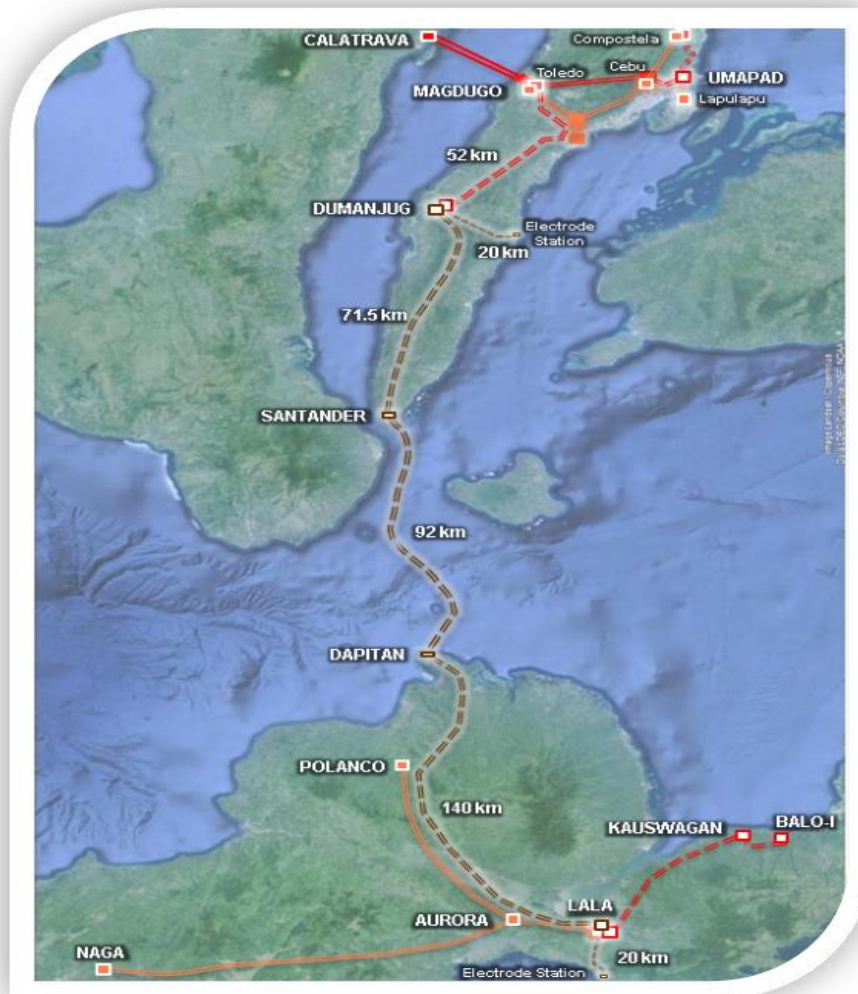 CALATRAVA
Compostela
Toledo
Cebu
UMAPAD
MAGDUGO
Lapulapu
52 km
DUMANJUG
Electrode
Station
20 km
71.5 km
SANTANDER
92 km
DAPITAN
POLANCO
140 km
KAUSWAGAN
BALO-I
LALA
AURORA
NAGA
20 km
Electrode Station